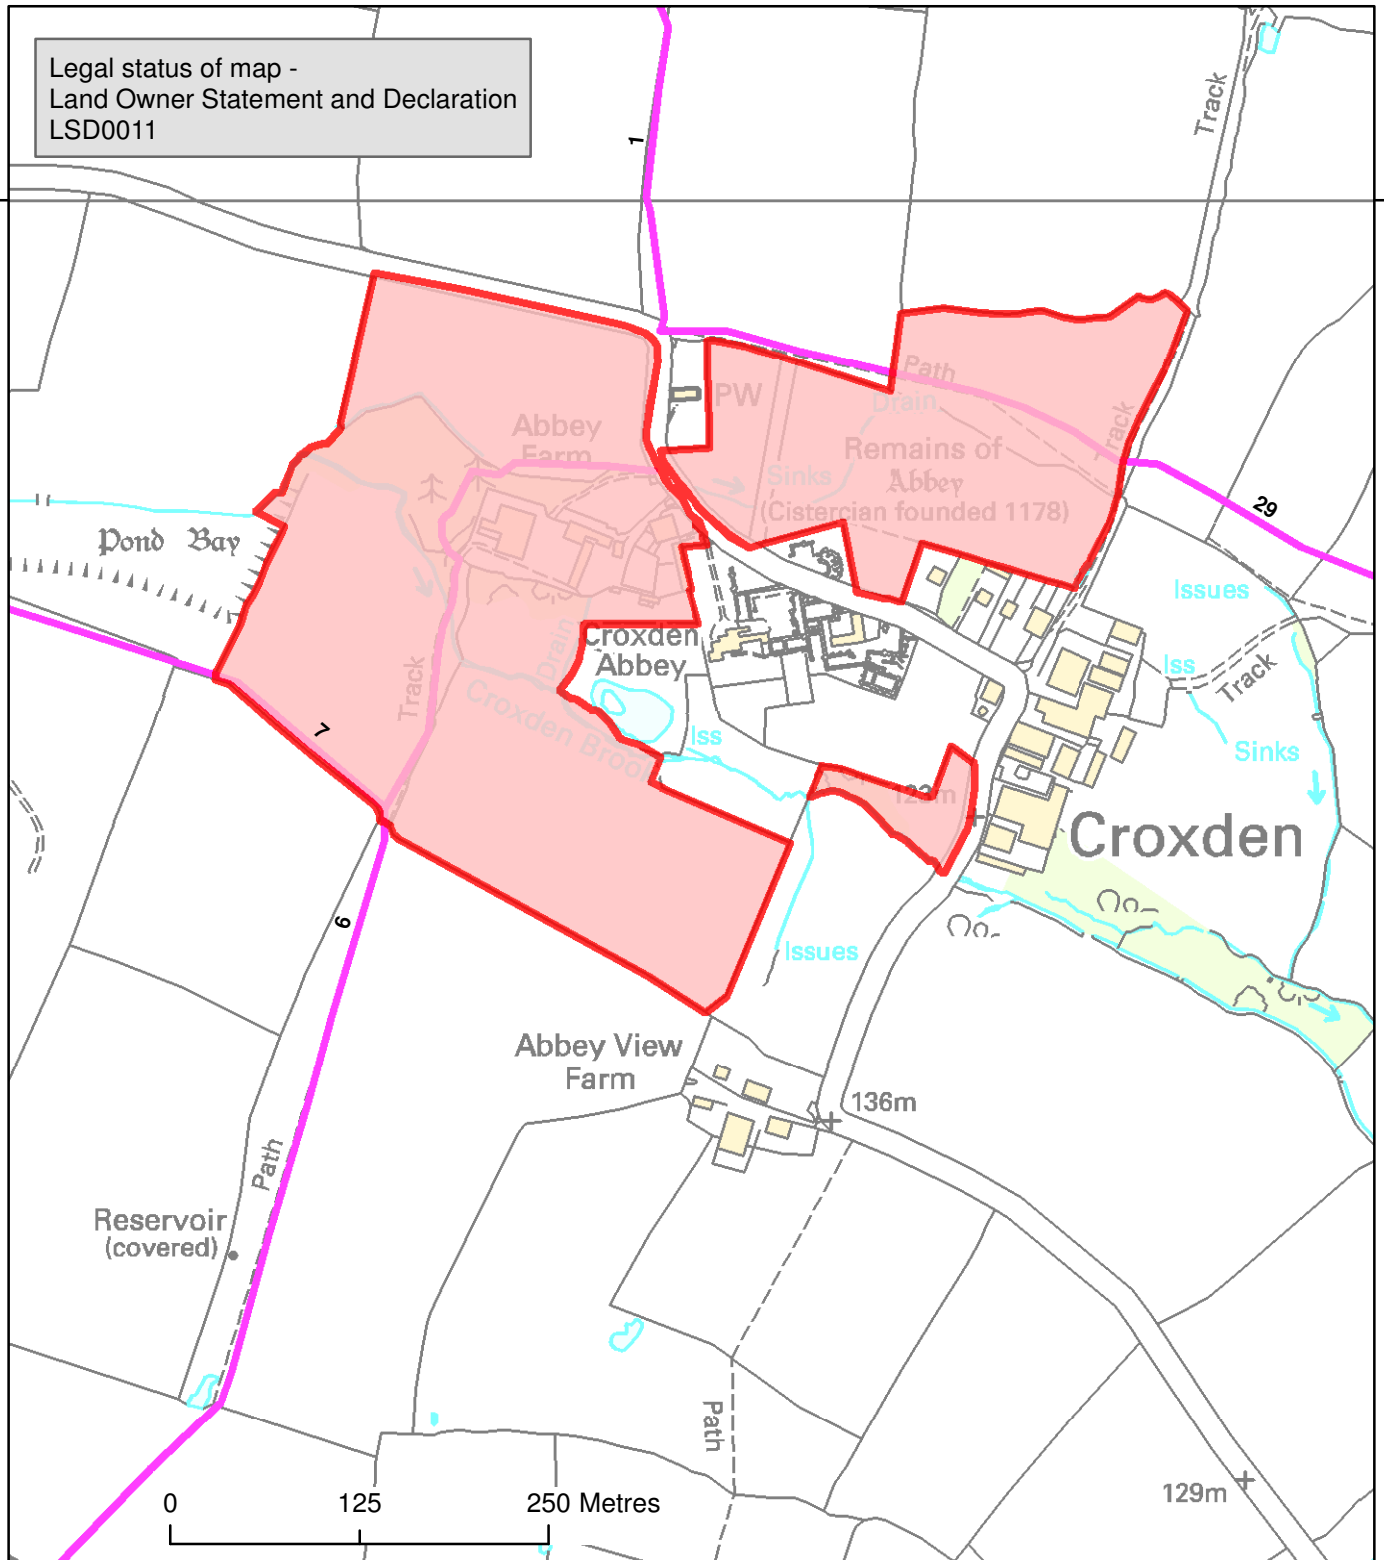 Legal status of map -
Land Owner Statement and Declaration
LSD0011
Track
1
Path
PW
Drain
Abbey
Farm
Track
Remains of
Abbey
(Cistercian founded 1178)
Sinks
29
Pond Bay
Issues
Croxden
Abbey
Drain
Iss
Track
Track
Croxden Brook
7
Iss
Sinks
123m
Croxden
6
Issues
Abbey View
Farm
136m
Path
Reservoir
(covered)
Path
129m
0 125 250 Metres